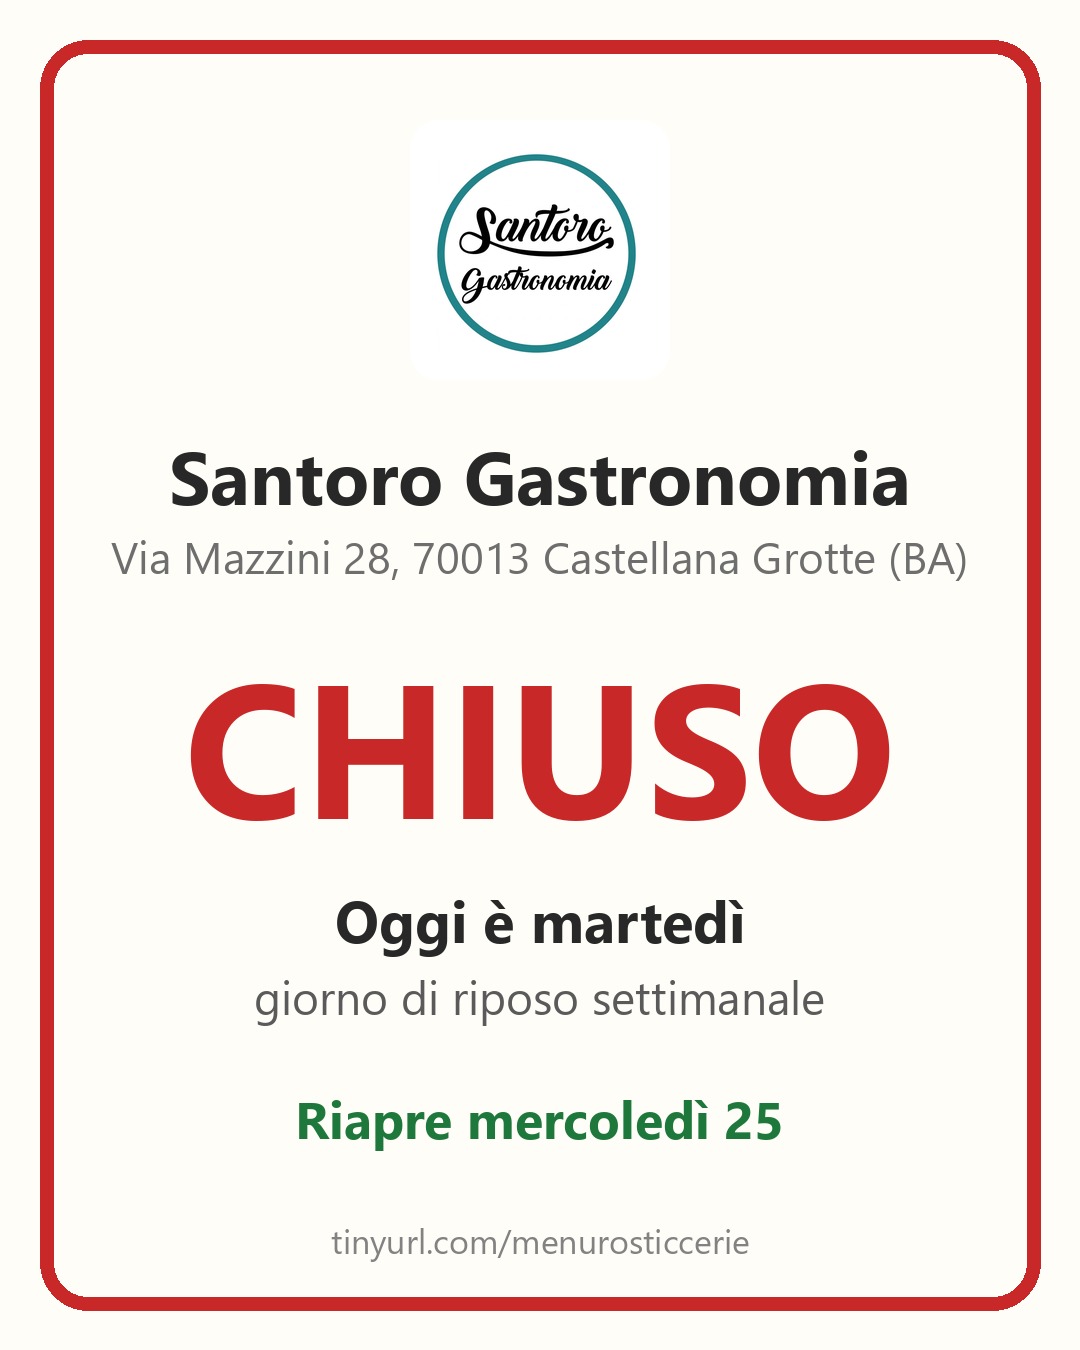 Santoro
Gastronomia
Santoro Gastronomia
Via Mazzini 28, 70013 Castellana Grotte (BA)
CHIUSO
Oggi è martedì
giorno di riposo settimanale
Riapre mercoledì 25
tinyurl.com/menurosticcerie